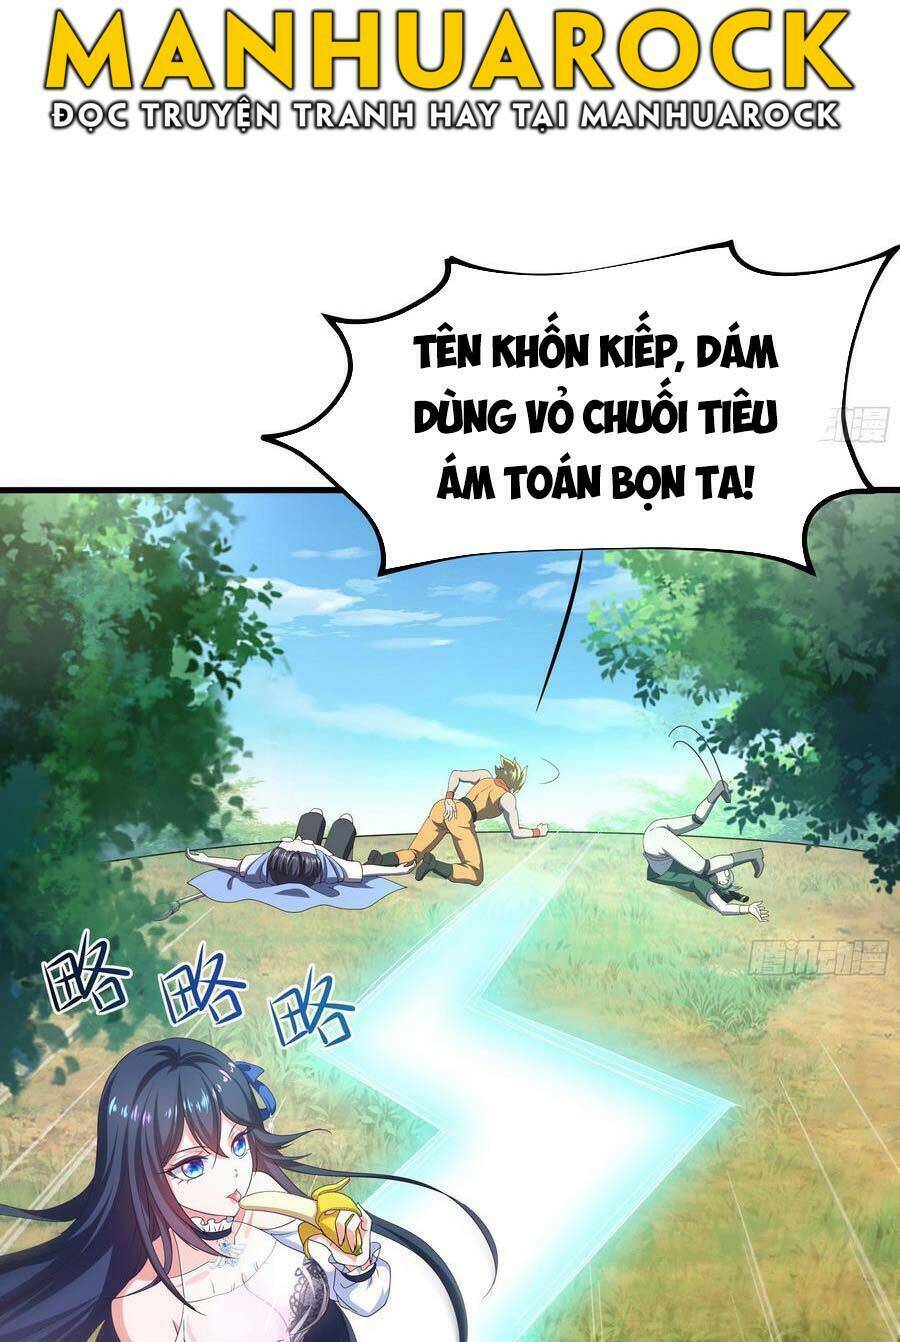 MANHUAROCK
ĐỌC TRUYỆN TRANH HAY TẠI MANHUAROCK
TÊN KHỐN KIẾP, DÁM
DÙNG VỎ CHUỐI TIÊU
ÁM TOÁN BỌN TA!
略 略 略